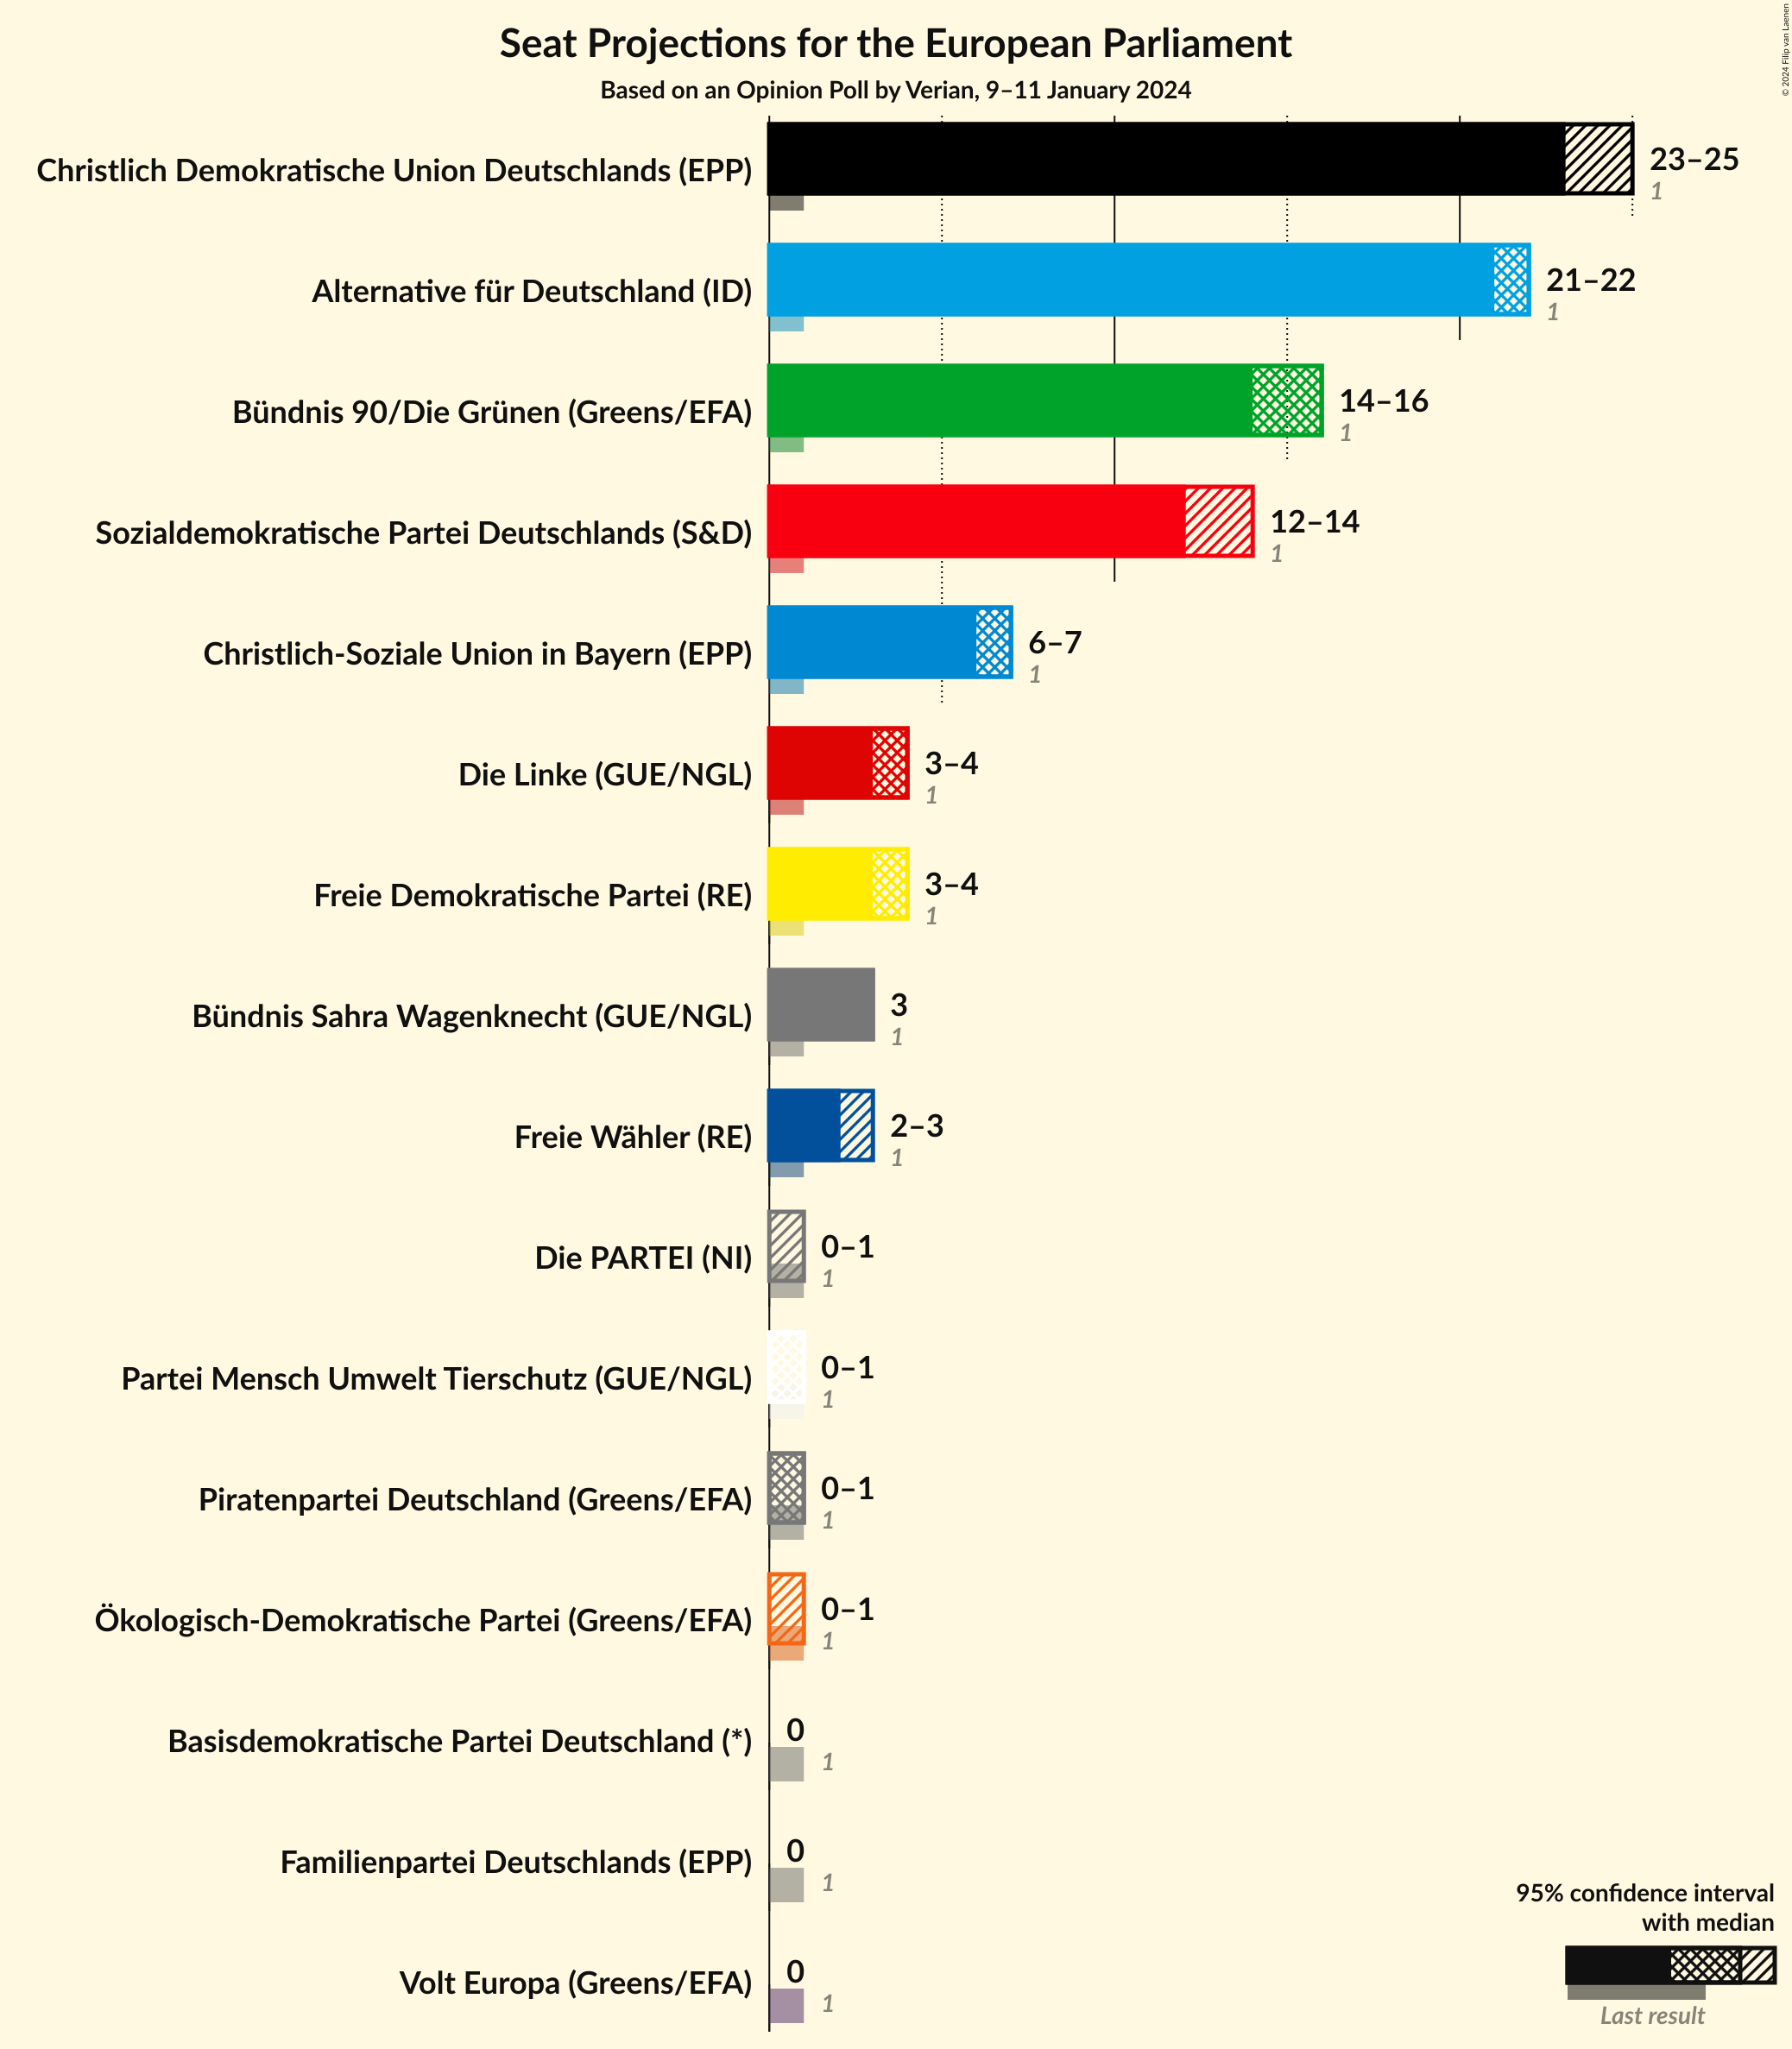 Seat Projections for the European Parliament
Based on an Opinion Poll by Verian, 9–11 January 2024
© 2024 Filip van Laenen
Christlich Demokratische Union Deutschlands (EPP)
23–25
1
Alternative für Deutschland (ID)
21–22
1
Bündnis 90/Die Grünen (Greens/EFA)
14–16
1
Sozialdemokratische Partei Deutschlands (S&D)
12–14
1
Christlich-Soziale Union in Bayern (EPP)
6–7
1
Die Linke (GUE/NGL)
3–4
1
Freie Demokratische Partei (RE)
3–4
1
Bündnis Sahra Wagenknecht (GUE/NGL)
3
1
Freie Wähler (RE)
2–3
1
Die PARTEI (NI)
0–1
1
Partei Mensch Umwelt Tierschutz (GUE/NGL)
0–1
1
Piratenpartei Deutschland (Greens/EFA)
0–1
1
Ökologisch-Demokratische Partei (Greens/EFA)
0–1
1
Basisdemokratische Partei Deutschland (*)
0
1
Familienpartei Deutschlands (EPP)
0
1
Volt Europa (Greens/EFA)
0
1
95% confidence interval
with median
Last result